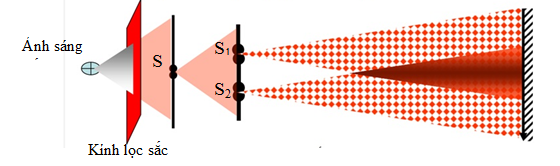 Ánh sáng
S
S₁
S₂
Kính lọc sắc